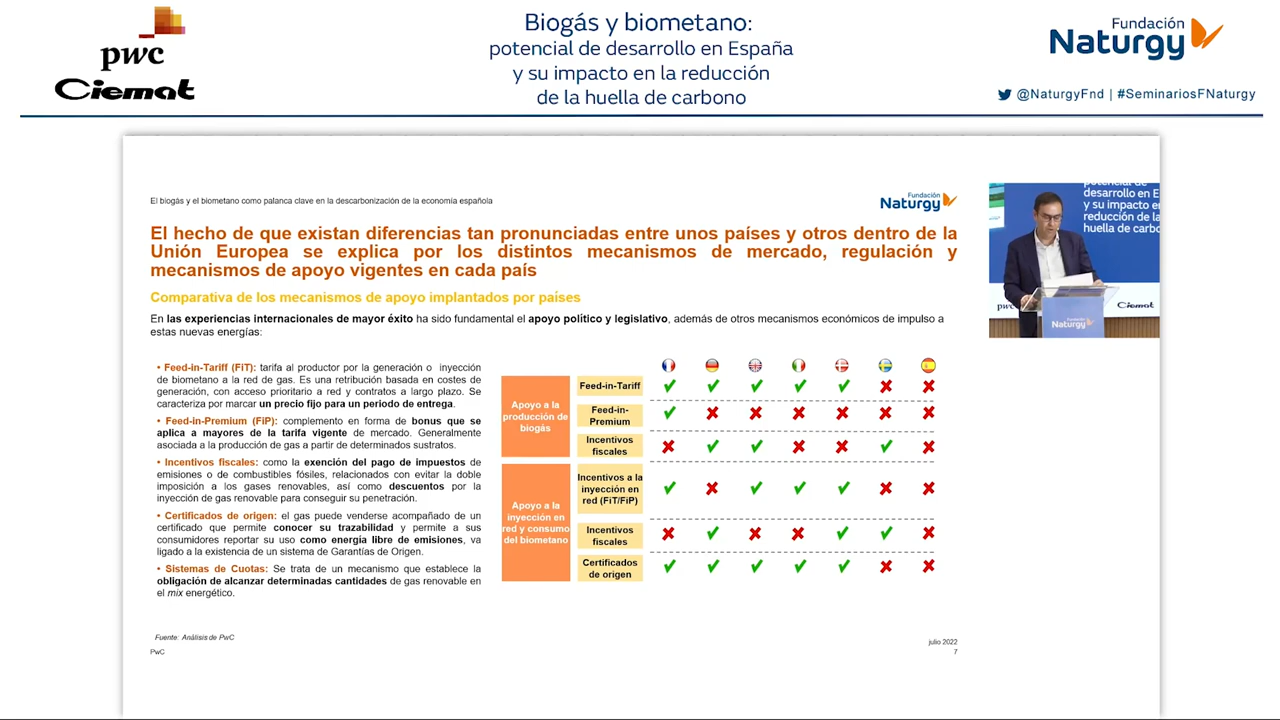 pwc
Ciemat
Biogás y biometano:
potencial de desarrollo en España
y su impacto en la reducción
de la huella de carbono
Fundación
Naturgy
@NaturgyFnd | #SeminariosFNaturgy
El biogás y el biometano como palanca clave en la descarbonización de la economía española
Fundación
Naturgy
El hecho de que existan diferencias tan pronunciadas entre unos países y otros dentro de la
Unión Europea se explica por los distintos mecanismos de mercado, regulación y
mecanismos de apoyo vigentes en cada país
Comparativa de los mecanismos de apoyo implantados por países
En las experiencias internacionales de mayor éxito ha sido fundamental el apoyo político y legislativo, además de otros mecanismos económicos de impulso a
estas nuevas energías:
• Feed-in-Tariff (FiT): tarifa al productor por la generación o inyección
de biometano a la red de gas. Es una retribución basada en costes de
generación, con acceso prioritario a red y contratos a largo plazo. Se
caracteriza por marcar un precio fijo para un periodo de entrega.
• Feed-in-Premium (FiP): complemento en forma de bonus que se
aplica a mayores de la tarifa vigente de mercado. Generalmente
asociada a la producción de gas a partir de determinados sustratos.
• Incentivos fiscales: como la exención del pago de impuestos de
emisiones o de combustibles fósiles, relacionados con evitar la doble
imposición a los gases renovables, así como descuentos por la
inyección de gas renovable para conseguir su penetración.
• Certificados de origen: el gas puede venderse acompañado de un
certificado que permite conocer su trazabilidad y permite a sus
consumidores reportar su uso como energía libre de emisiones, va
ligado a la existencia de un sistema de Garantías de Origen.
• Sistemas de Cuotas: Se trata de un mecanismo que establece la
obligación de alcanzar determinadas cantidades de gas renovable en
el mix energético.
Apoyo a la
producción de
biogás
Feed-in-Tariff
Feed-in-
Premium
Incentivos
fiscales
Apoyo a la
inyección en
red y consumo
del biometano
Incentivos a la
inyección en
red (FiT/FiP)
Incentivos
fiscales
Certificados
de origen
Fuente: Análisis de PwC
PwC
julio 2022
7
potencial de
desarrollo en E
y su impacto e
reducción de la
huella de carbo
pwc
Ciemat
Naturgy